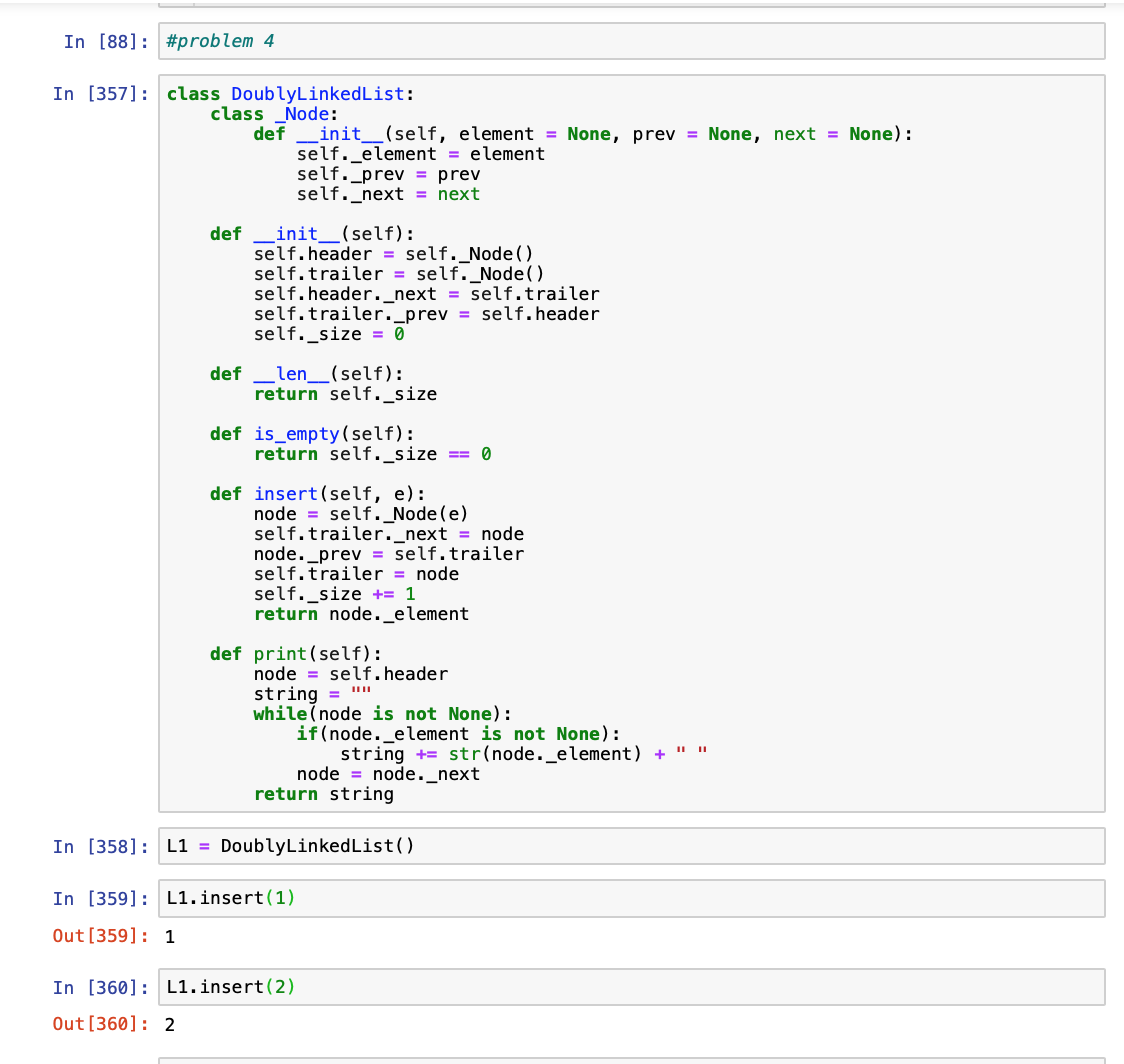 In [88]: #problem 4
In [357]: class DoublyLinkedList:
    class _Node:
        def __init__(self, element = None, prev = None, next = None):
            self._element = element
            self._prev = prev
            self._next = next

    def __init__(self):
        self.header = self._Node()
        self.trailer = self._Node()
        self.header._next = self.trailer
        self.trailer._prev = self.header
        self._size = 0

    def __len__(self):
        return self._size

    def is_empty(self):
        return self._size == 0

    def insert(self, e):
        node = self._Node(e)
        self.trailer._next = node
        node._prev = self.trailer
        self.trailer = node
        self._size += 1
        return node._element

    def print(self):
        node = self.header
        string = ""
        while(node is not None):
            if(node._element is not None):
                string += str(node._element) + " "
            node = node._next
        return string
In [358]: L1 = DoublyLinkedList()
In [359]: L1.insert(1)
Out[359]: 1
In [360]: L1.insert(2)
Out[360]: 2